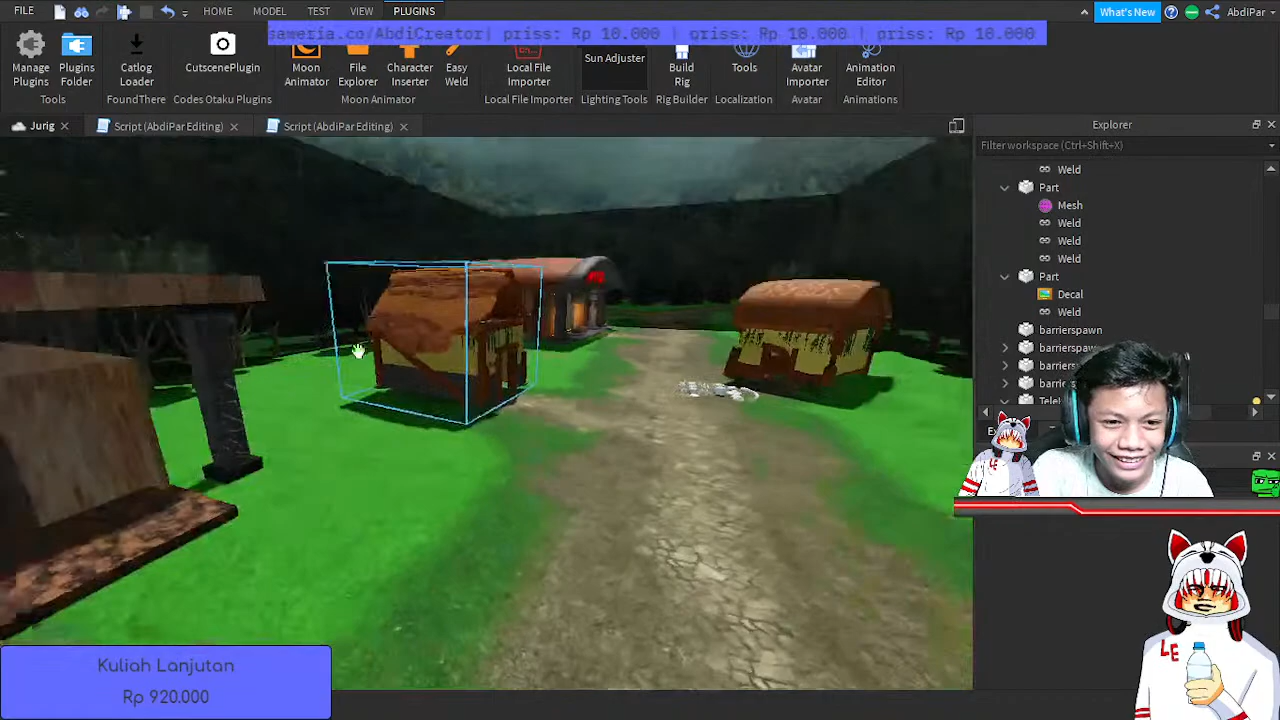 FILE HOME MODEL TEST VIEW PLUGINS What's New AbdiPar
saweria.co/AbdiCreator| priss: Rp 10.000 | qriss: Rp 10.000 | priss: Rp 10.000
Manage Plugins
Plugins Folder
Catlog Loader
CutscenePlugin
Moon Animator
File Explorer
Character Inserter
Easy Weld
Local File Importer
Sun Adjuster
Build Rig
Tools
Avatar Importer
Animation Editor
Tools FoundThere Codes Otaku Plugins Moon Animator Local File Importer Lighting Tools Rig Builder Localization Avatar Animations
Jurig Script (AbdiPar Editing) Script (AbdiPar Editing)
Explorer
Filter workspace (Ctrl+Shift+X)
Weld
Part
Mesh
Weld
Weld
Weld
Part
Decal
Weld
barrierspawn
LE
LE
Kuliah Lanjutan
Rp 920.000